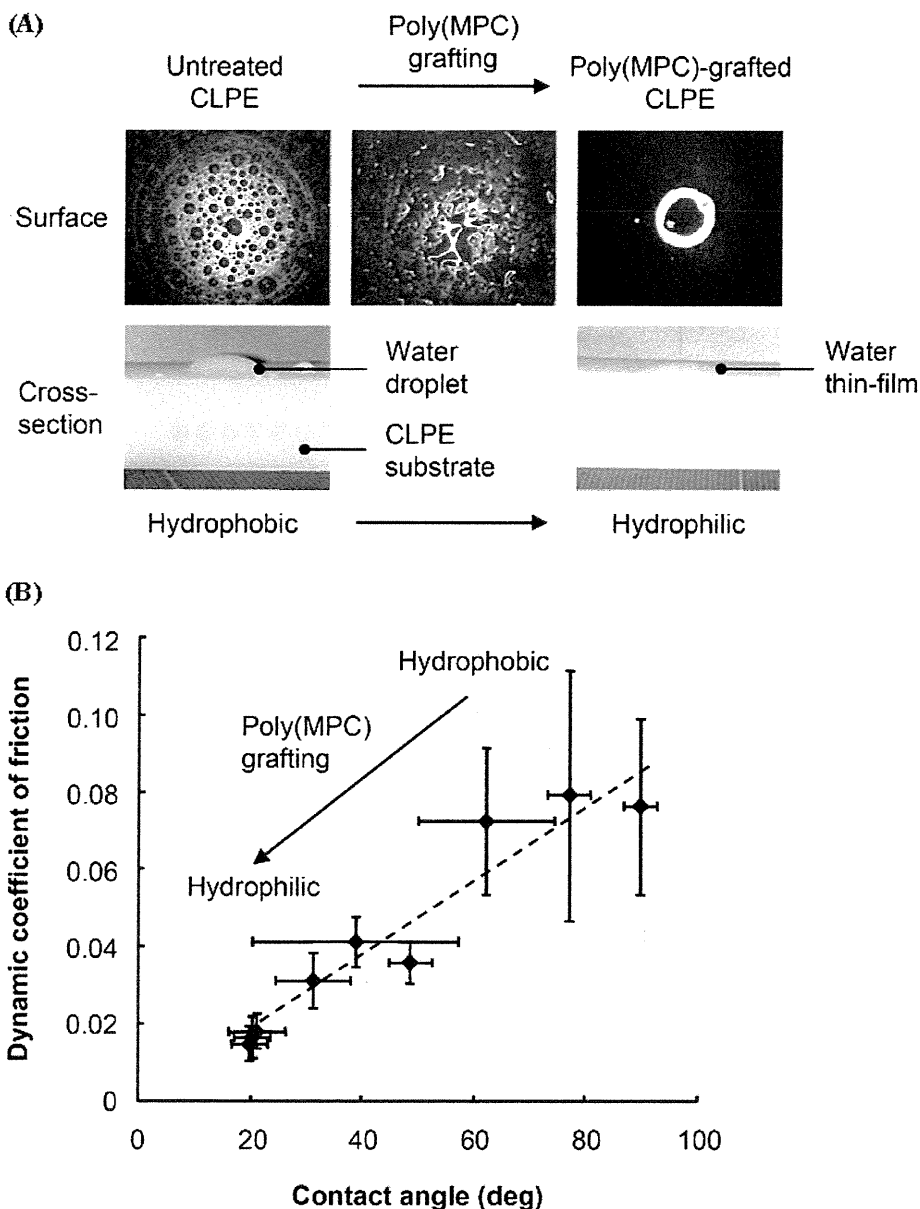 (A)
Poly(MPC)
grafting
Untreated
CLPE
Poly(MPC)-grafted
CLPE
Surface
Cross-
section
Water
droplet
CLPE
substrate
Water
thin-film
Hydrophobic
Hydrophilic
(B)
Dynamic coefficient of friction
0.12
0.10
0.08
0.06
0.04
0.02
0
Hydrophobic
Poly(MPC)
grafting
Hydrophilic
0 20 40 60 80 100
Contact angle (deg)